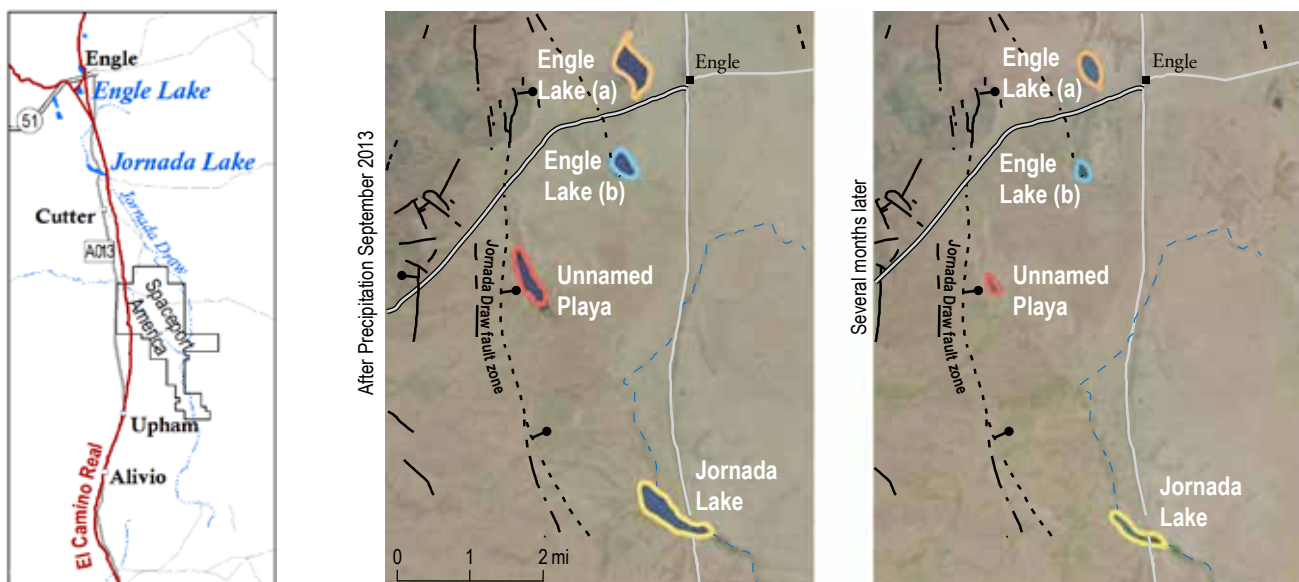 Engle
Engle Lake
51
Jornada Lake
Jornada Draw
Cutter
A013
Spaceport
America
Upham
Alivio
El Camino Real
After Precipitation September 2013
Engle
Lake (a)
Engle
Engle
Lake (b)
Jornada Draw fault zone
Unnamed
Playa
Jornada
Lake
0 1 2 mi
Several months later
Engle
Lake (a)
Engle
Engle
Lake (b)
Jornada Draw fault zone
Unnamed
Playa
Jornada
Lake